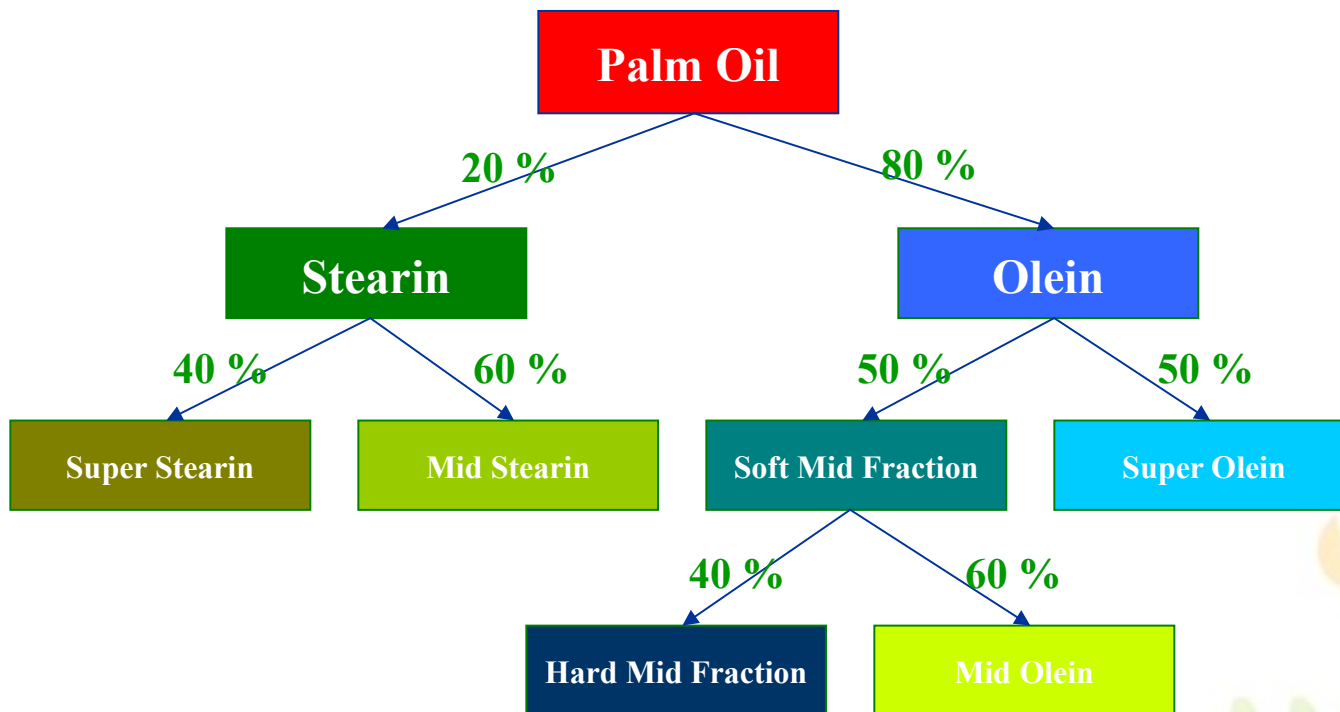 Palm Oil
20 %
80 %
Stearin
Olein
40 %
60 %
50 %
50 %
Super Stearin
Mid Stearin
Soft Mid Fraction
Super Olein
40 %
60 %
Hard Mid Fraction
Mid Olein